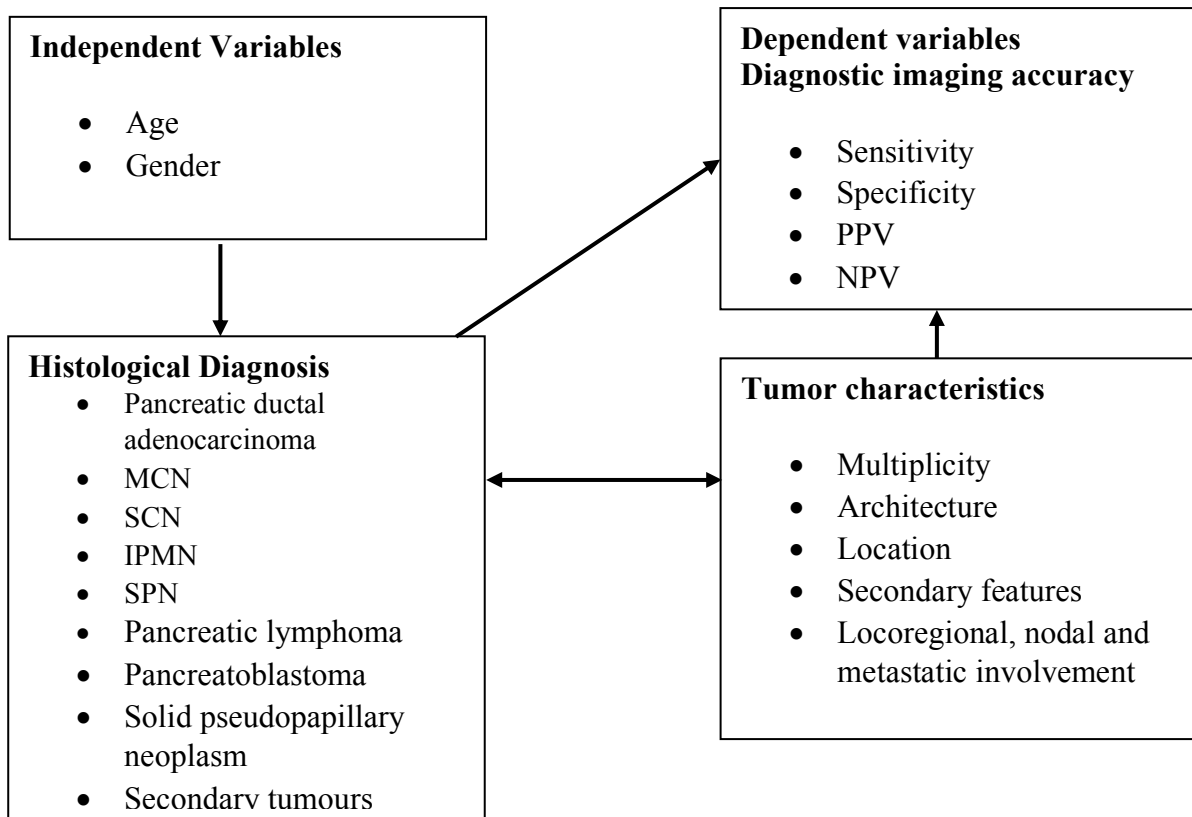 Independent Variables
• Age
• Gender
Dependent variables
Diagnostic imaging accuracy
• Sensitivity
• Specificity
• PPV
• NPV
Histological Diagnosis
• Pancreatic ductal
adenocarcinoma
• MCN
• SCN
• IPMN
• SPN
• Pancreatic lymphoma
• Pancreatoblastoma
• Solid pseudopapillary
neoplasm
• Secondary tumours
Tumor characteristics
• Multiplicity
• Architecture
• Location
• Secondary features
• Locoregional, nodal and
metastatic involvement